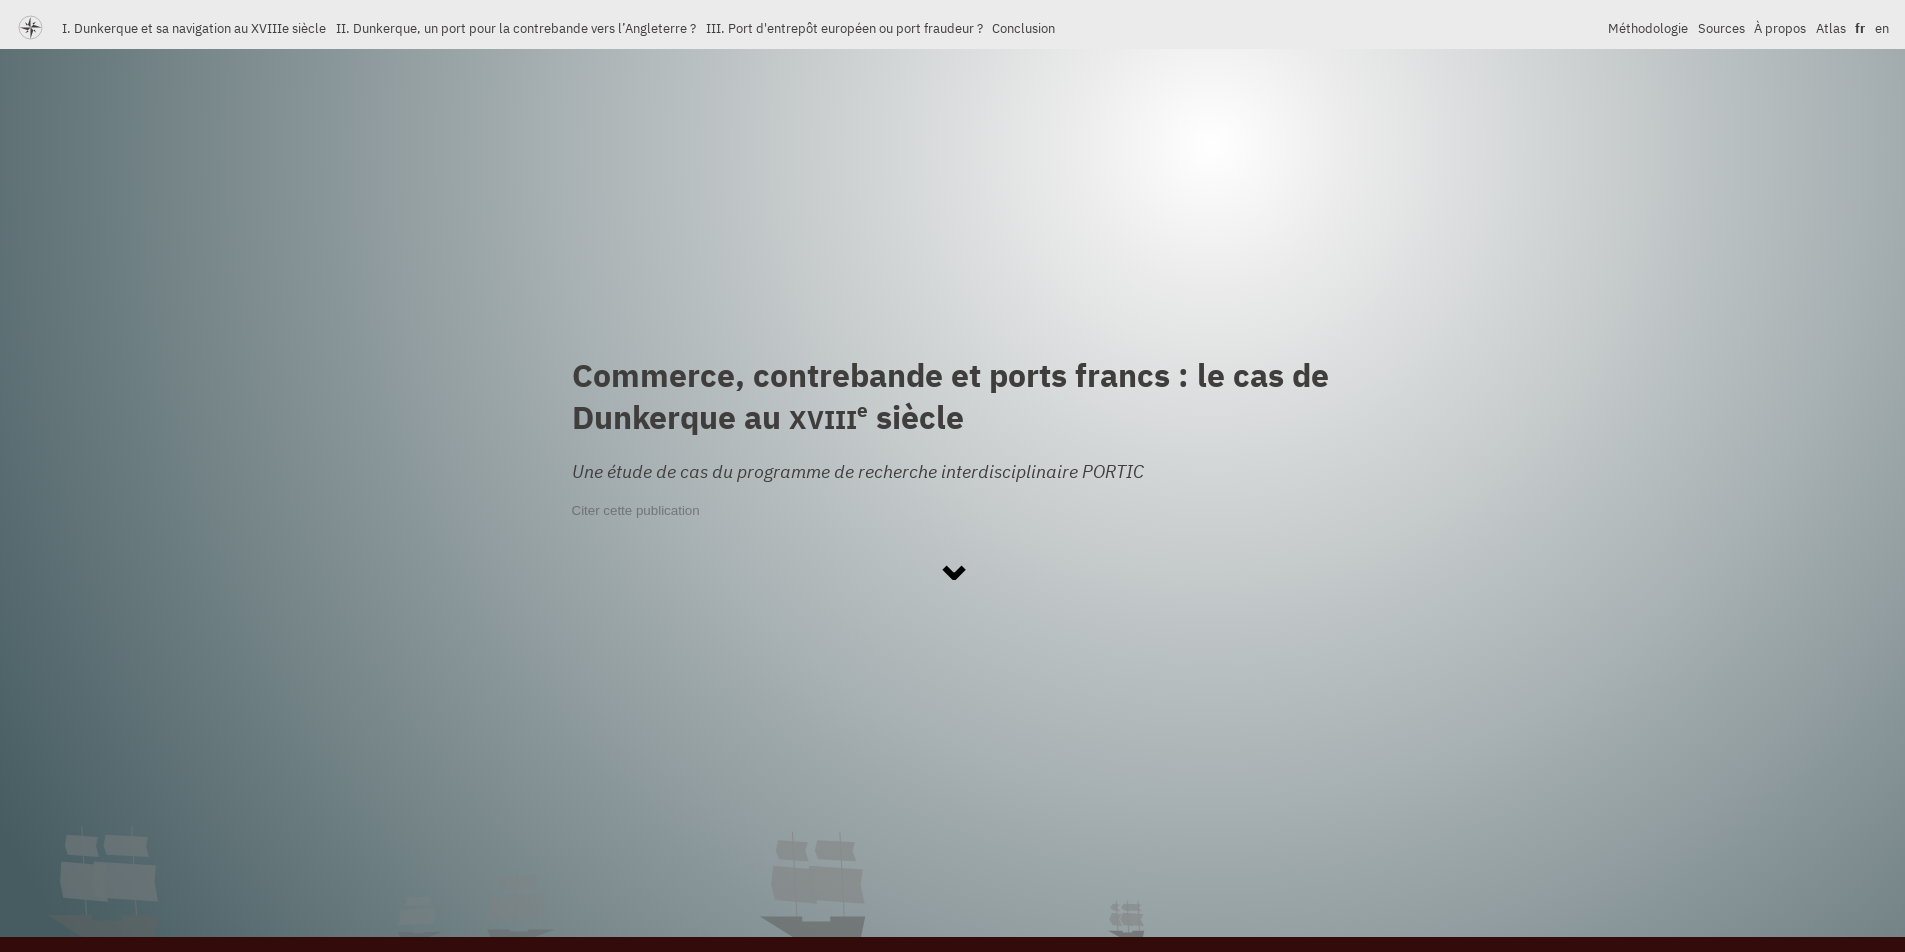 I. Dunkerque et sa navigation au XVIIIe siècle II. Dunkerque, un port pour la contrebande vers l’Angleterre ? III. Port d'entrepôt européen ou port fraudeur ? Conclusion Méthodologie Sources À propos Atlas fr en
Commerce, contrebande et ports francs : le cas de
Dunkerque au XVIIIe siècle
Une étude de cas du programme de recherche interdisciplinaire PORTIC
Citer cette publication